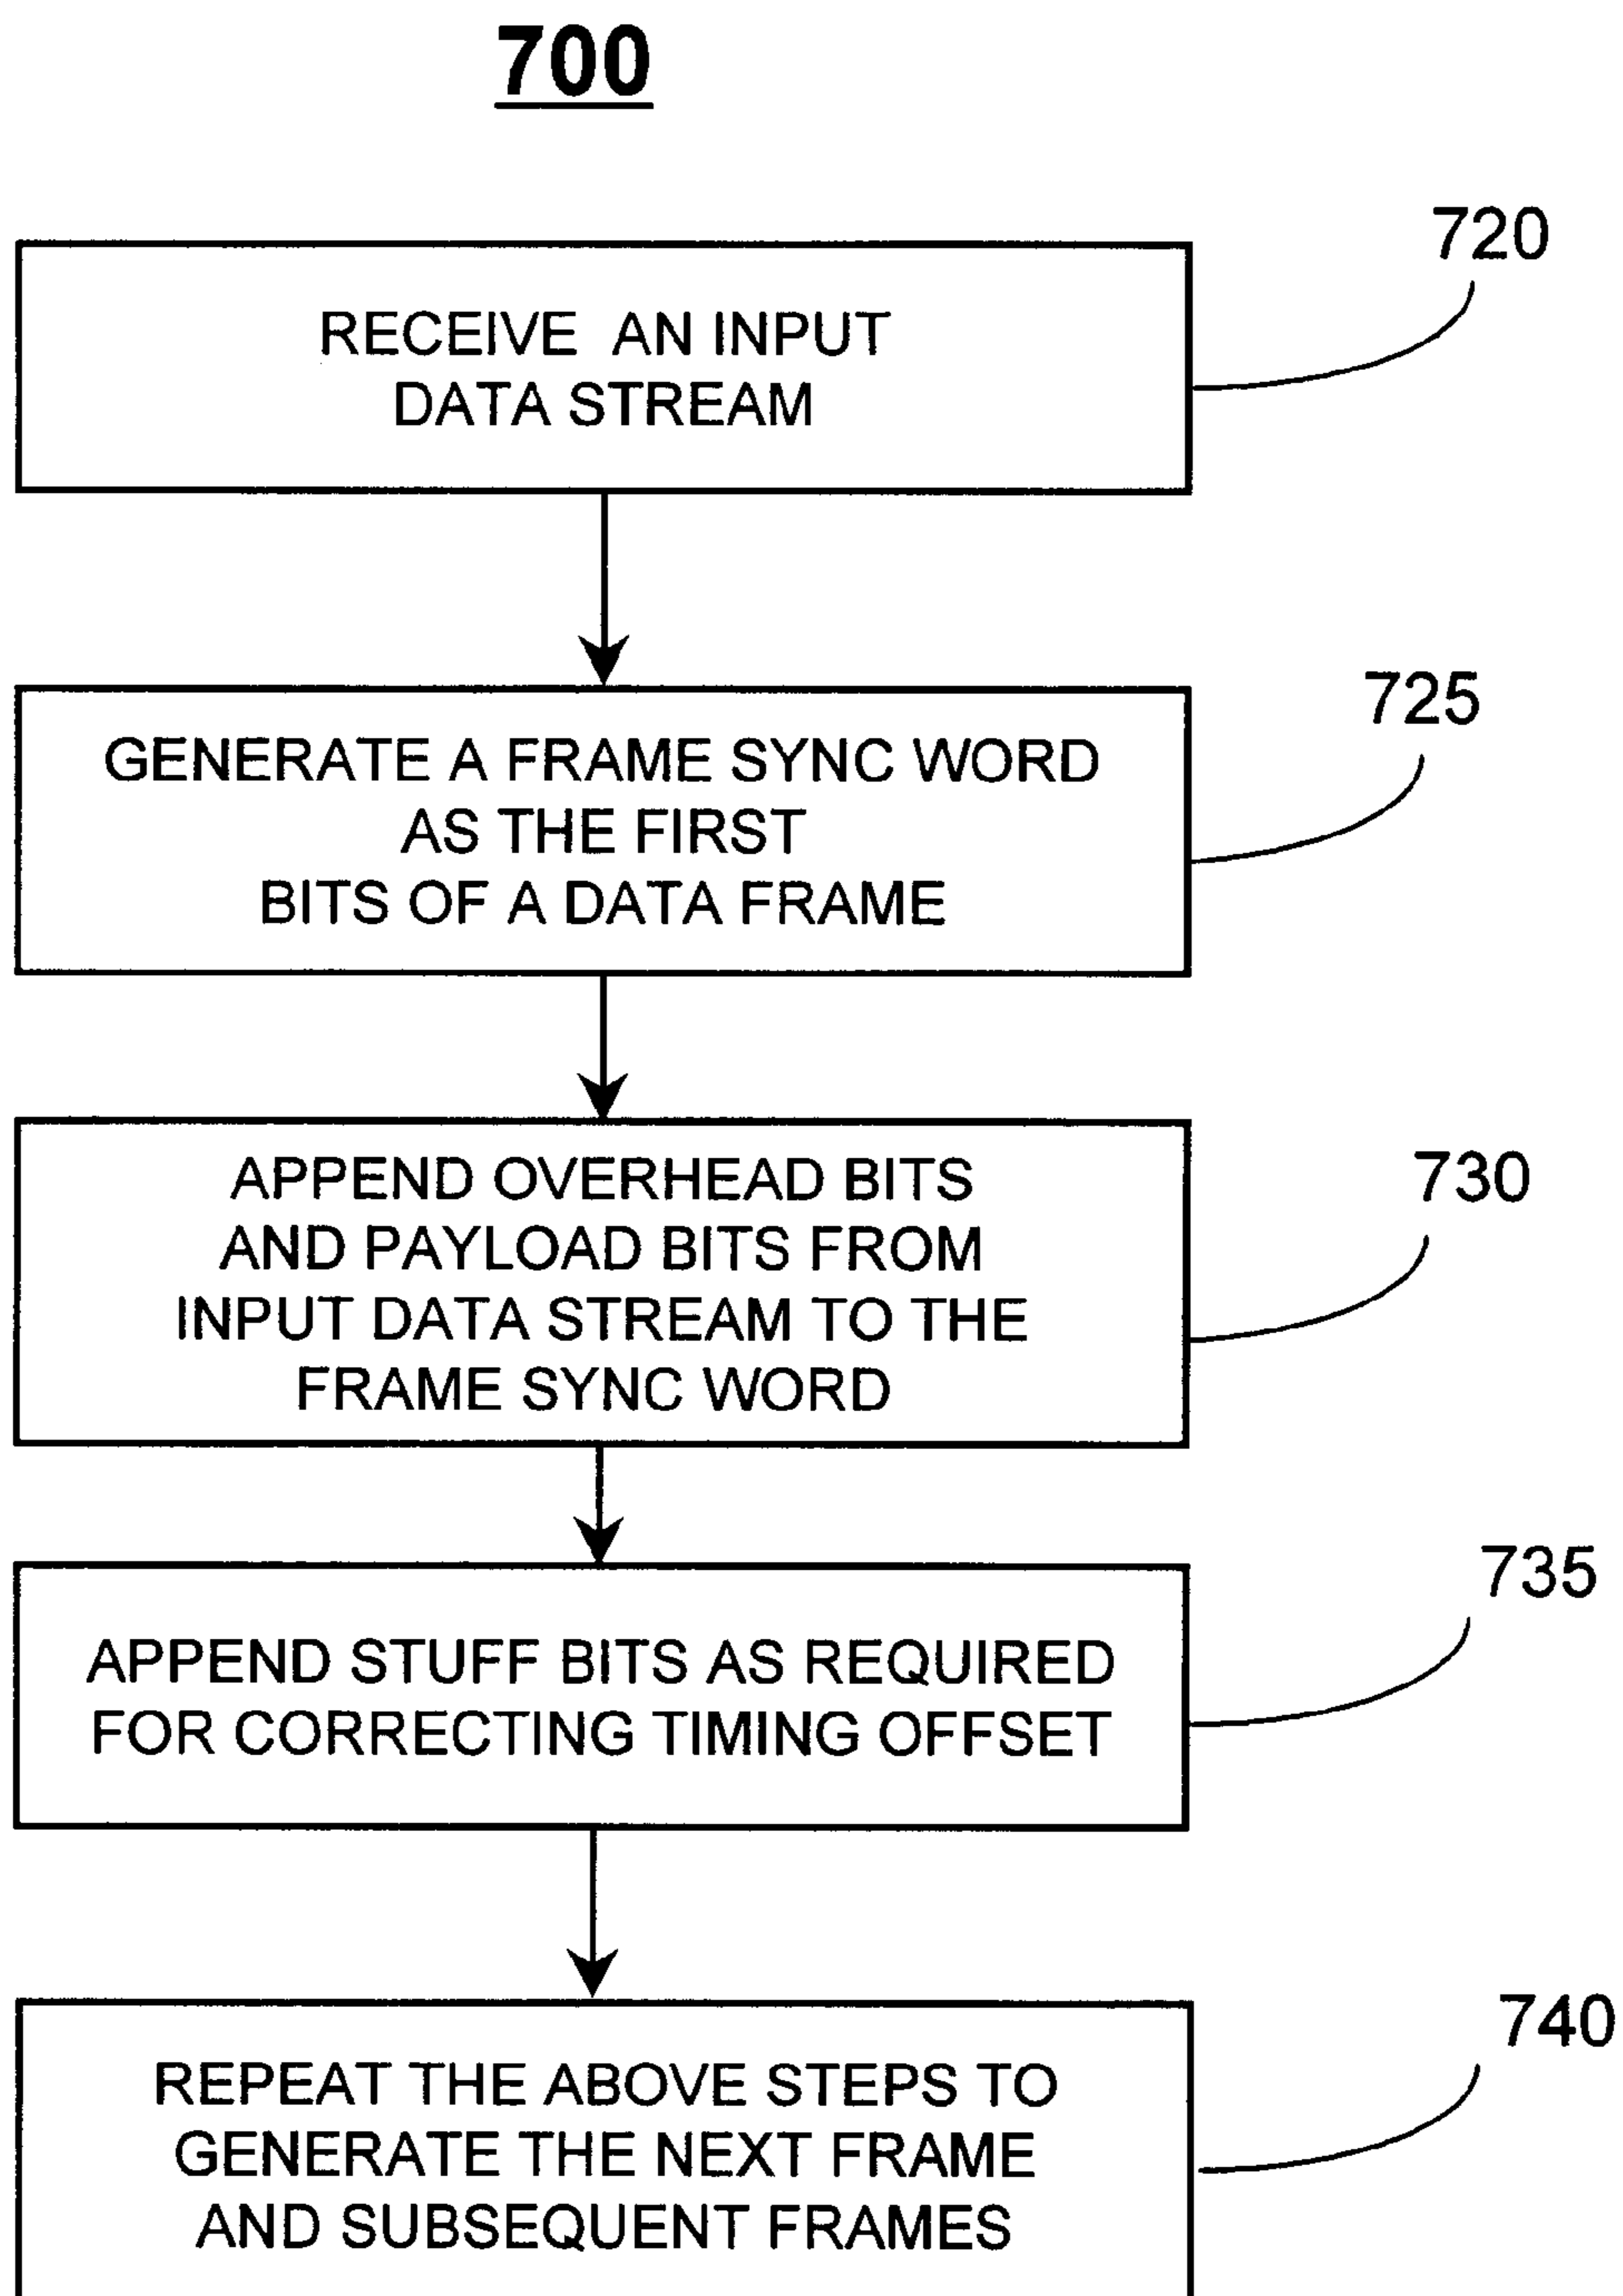 700
720
RECEIVE AN INPUT
DATA STREAM
725
GENERATE A FRAME SYNC WORD
AS THE FIRST
BITS OF A DATA FRAME
730
APPEND OVERHEAD BITS
AND PAYLOAD BITS FROM
INPUT DATA STREAM TO THE
FRAME SYNC WORD
735
APPEND STUFF BITS AS REQUIRED
FOR CORRECTING TIMING OFFSET
740
REPEAT THE ABOVE STEPS TO
GENERATE THE NEXT FRAME
AND SUBSEQUENT FRAMES